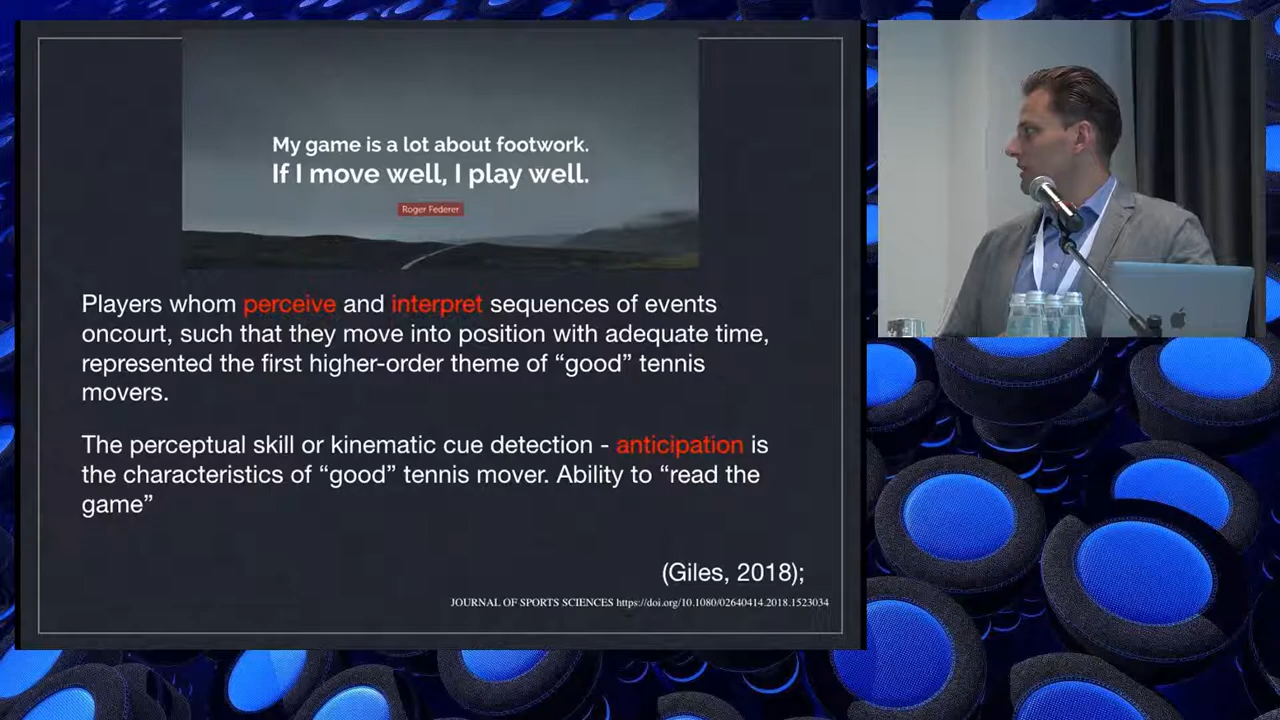 My game is a lot about footwork.
If I move well, I play well.
Roger Federer
Players whom perceive and interpret sequences of events
oncourt, such that they move into position with adequate time,
represented the first higher-order theme of “good” tennis
movers.
The perceptual skill or kinematic cue detection - anticipation is
the characteristics of “good” tennis mover. Ability to “read the
game”
(Giles, 2018);
JOURNAL OF SPORTS SCIENCES https://doi.org/10.1080/02640414.2018.1523034